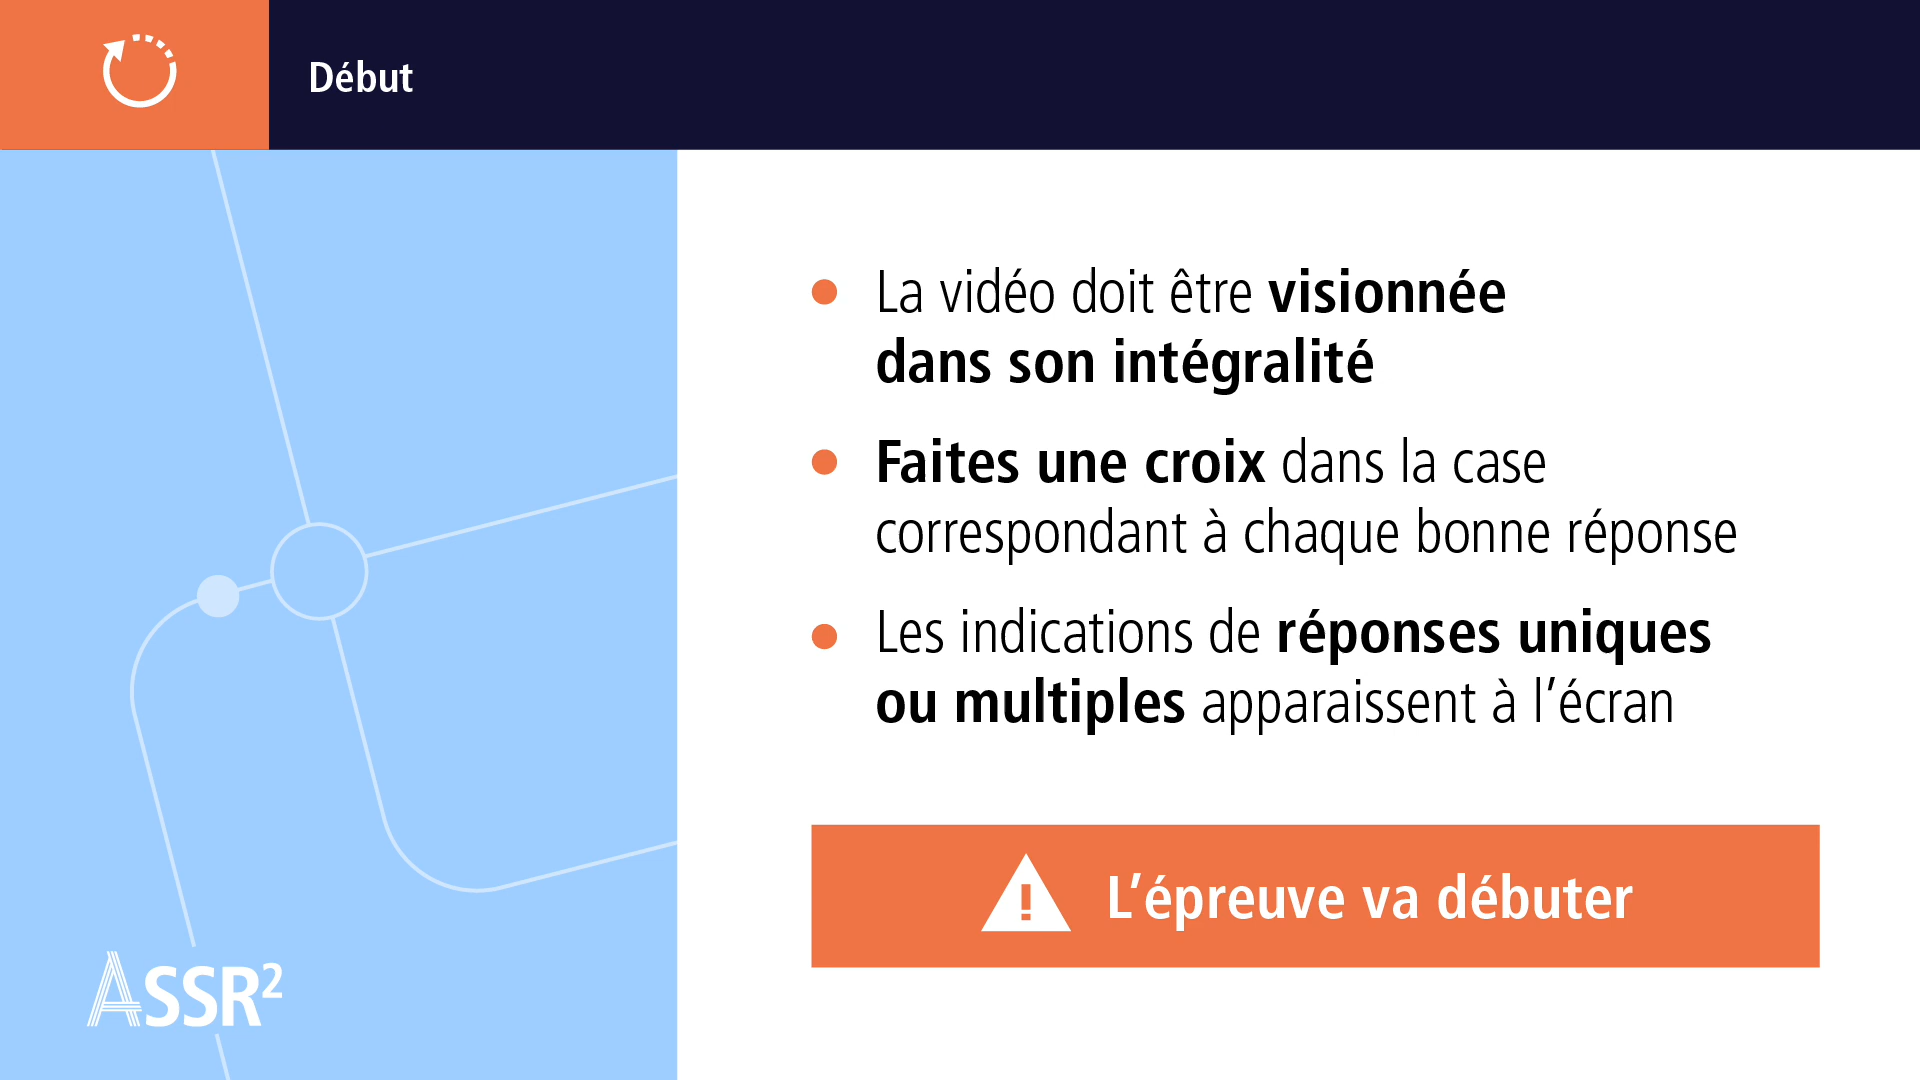 Début
La vidéo doit être visionnée
dans son intégralité
Faites une croix dans la case
correspondant à chaque bonne réponse
Les indications de réponses uniques
ou multiples apparaissent à l’écran
L’épreuve va débuter
ASSR²